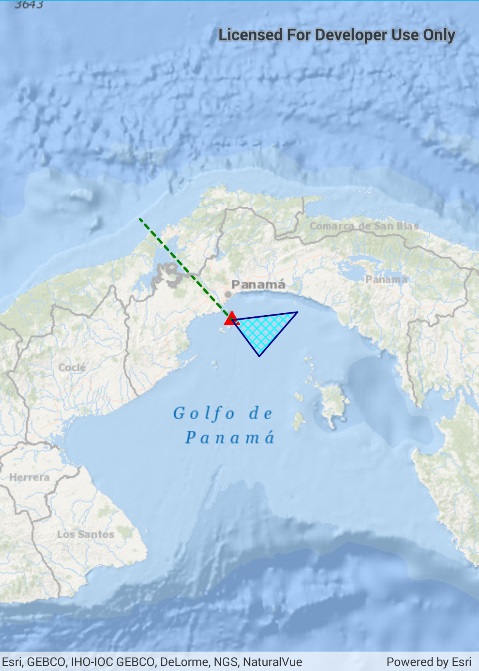 3643
Licensed For Developer Use Only
Comarca de San Blas
Panamá
Panamá
Coclé
Golfo de
Panamá
Herrera
Los Santos
Esri, GEBCO, IHO-IOC GEBCO, DeLorme, NGS, NaturalVue
Powered by Esri